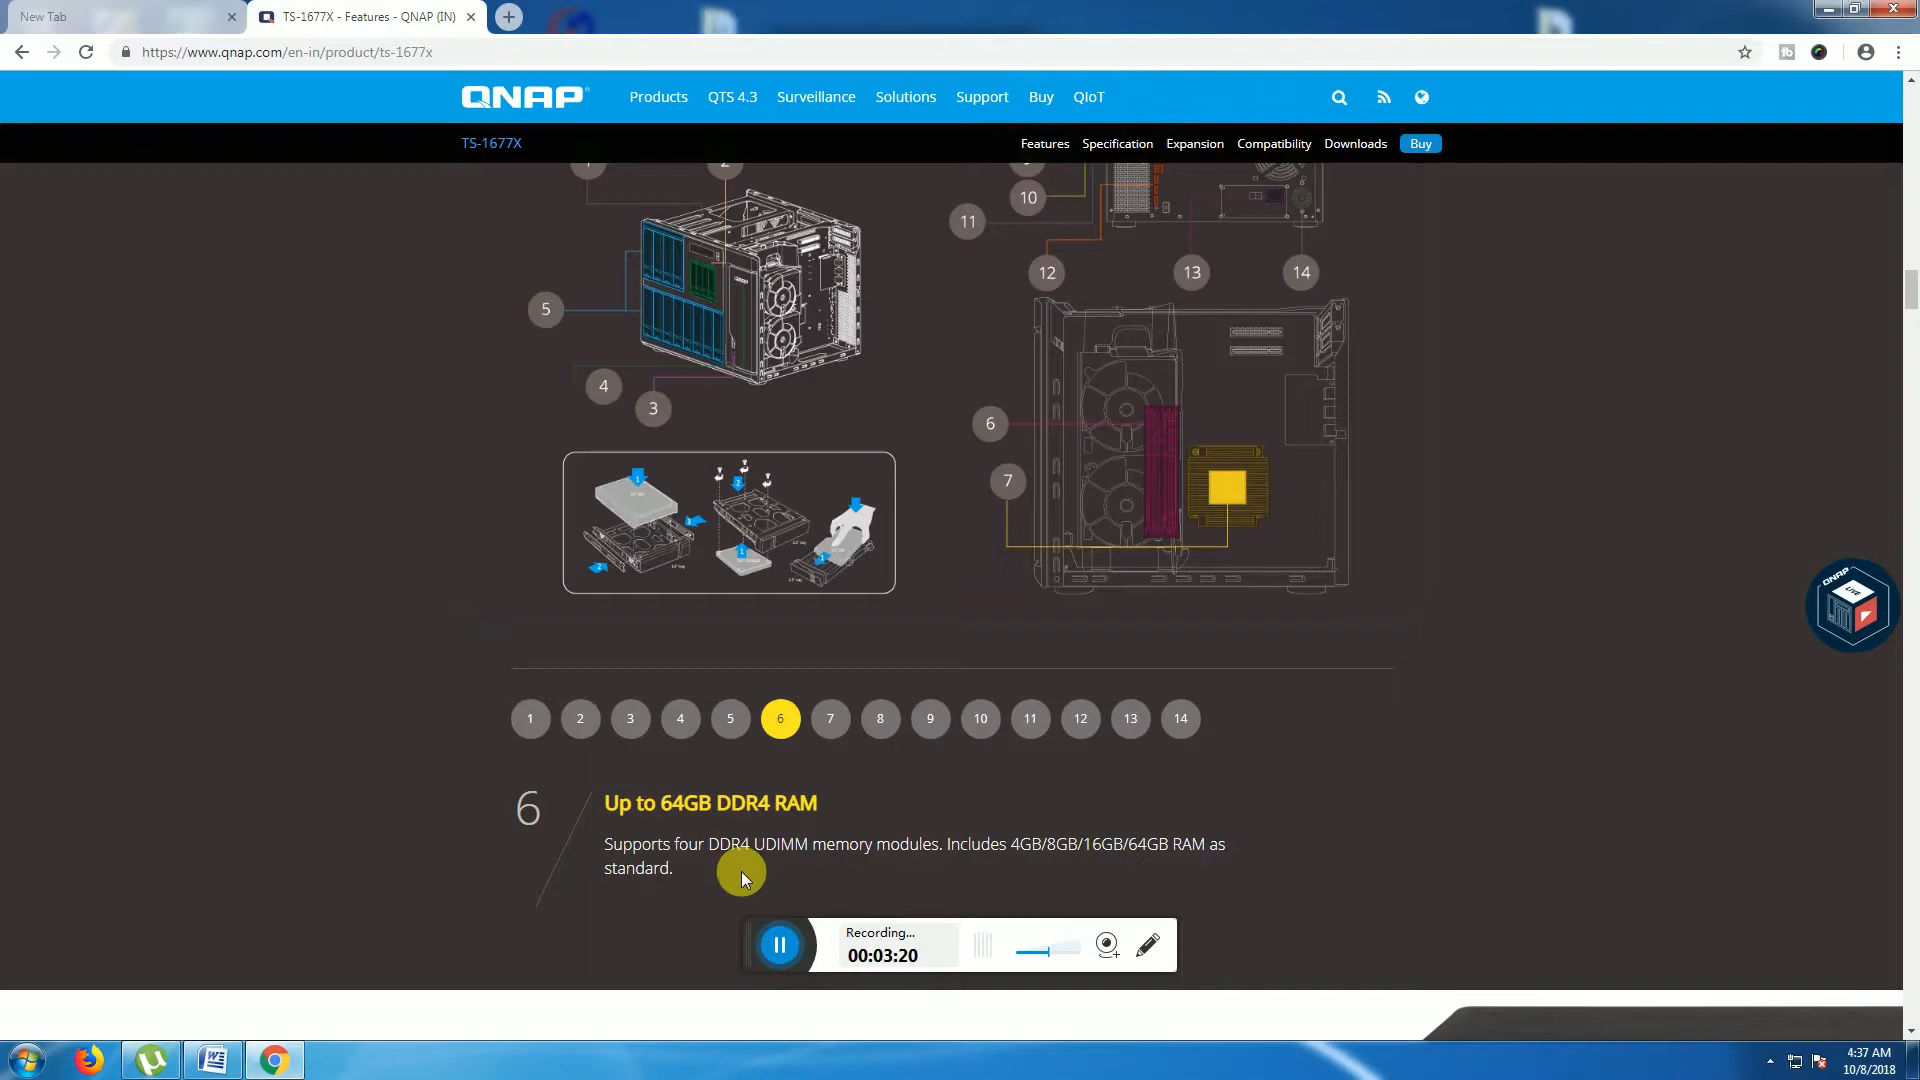 New Tab
TS-1677X - Features - QNAP (IN)
https://www.qnap.com/en-in/product/ts-1677x
QNAP
Products
QTS 4.3
Surveillance
Solutions
Support
Buy
QIoT
TS-1677X
Features
Specification
Expansion
Compatibility
Downloads
Buy
10
11
12
13
14
5
4
3
6
7
QNAP
LIVE
1 2 3 4 5 6 7 8 9 10 11 12 13 14
6
Up to 64GB DDR4 RAM
Supports four DDR4 UDIMM memory modules. Includes 4GB/8GB/16GB/64GB RAM as
standard.
Recording...
00:03:20
4:37 AM
10/8/2018